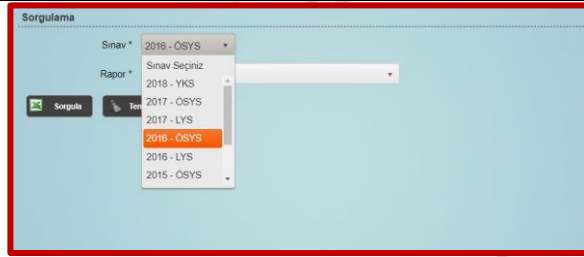 Sorgulama
Sınav * 2016 - ÖSYS
Sınav Seçiniz
Rapor *
2018 - YKS
2017 - ÖSYS
Sorgula Ten
2017 - LYS
2016 - ÖSYS
2016 - LYS
2015 - ÖSYS